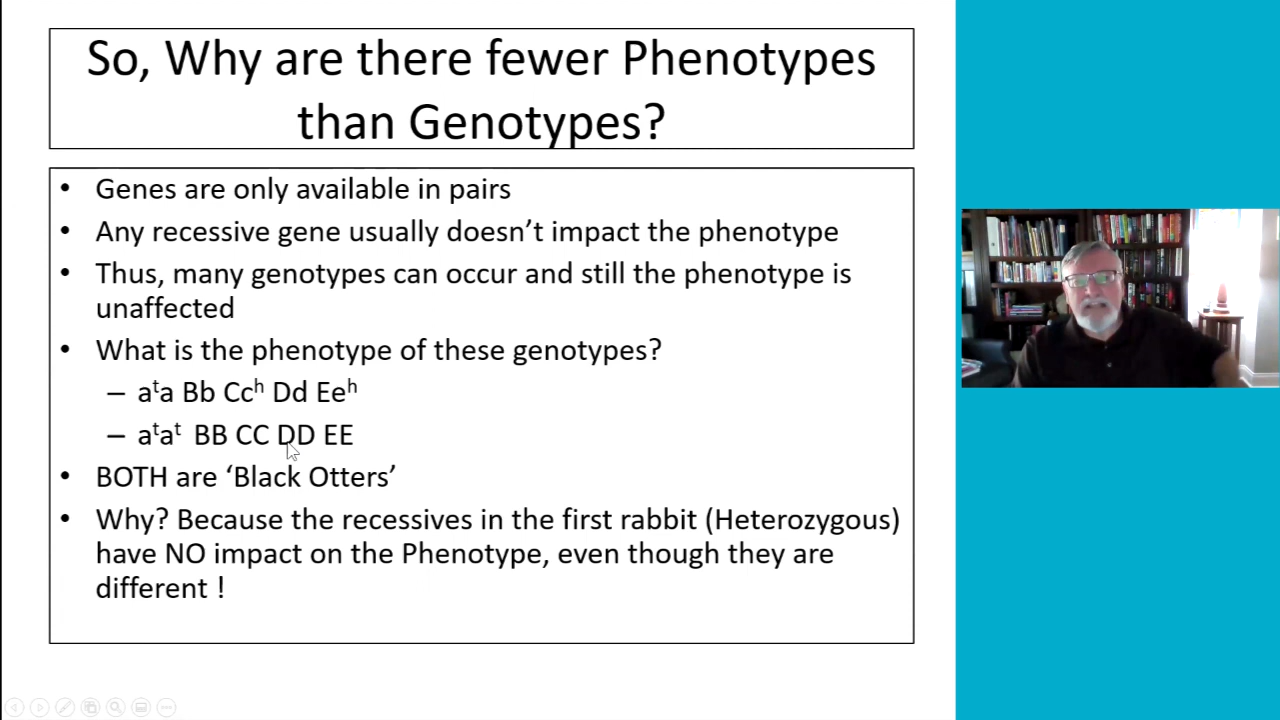 So, Why are there fewer Phenotypes
than Genotypes?
• Genes are only available in pairs
• Any recessive gene usually doesn’t impact the phenotype
• Thus, many genotypes can occur and still the phenotype is
unaffected
• What is the phenotype of these genotypes?
– aᵗa Bb Ccʰ Dd Eeʰ
– aᵗaᵗ BB CC DD EE
• BOTH are ‘Black Otters’
• Why? Because the recessives in the first rabbit (Heterozygous)
have NO impact on the Phenotype, even though they are
different !